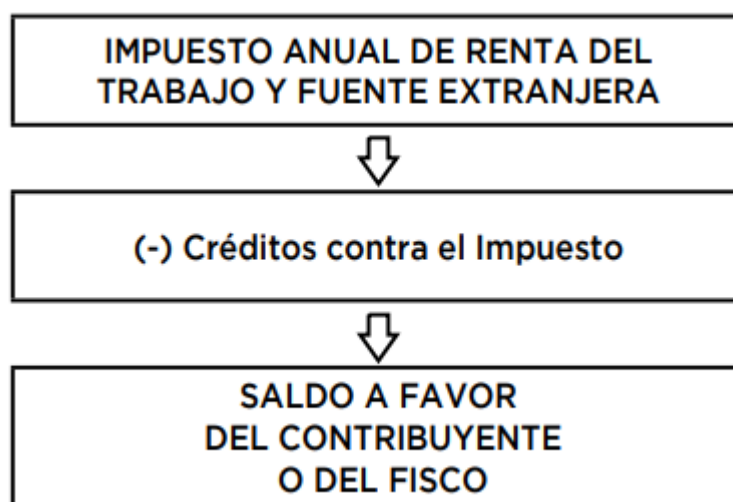 IMPUESTO ANUAL DE RENTA DEL
TRABAJO Y FUENTE EXTRANJERA
(-) Créditos contra el Impuesto
SALDO A FAVOR
DEL CONTRIBUYENTE
O DEL FISCO